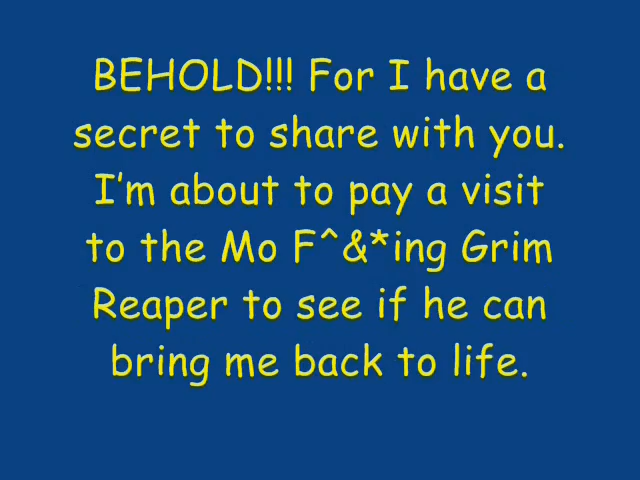 BEHOLD!!! For I have a
secret to share with you.
I’m about to pay a visit
to the Mo F^&*ing Grim
Reaper to see if he can
bring me back to life.